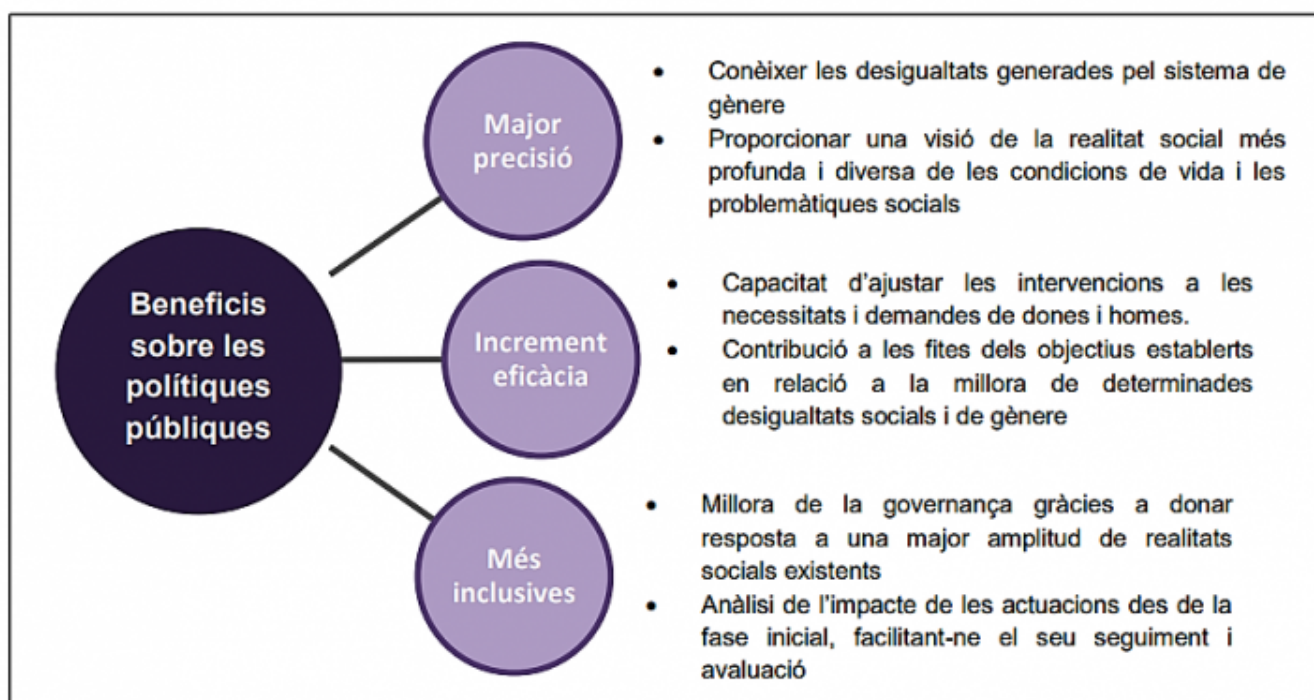 Beneficis
sobre les
polítiques
públiques
Major
precisió
• Conèixer les desigualtats generades pel sistema de
gènere
• Proporcionar una visió de la realitat social més
profunda i diversa de les condicions de vida i les
problemàtiques socials
Increment
eficàcia
• Capacitat d’ajustar les intervencions a les
necessitats i demandes de dones i homes.
• Contribució a les fites dels objectius establerts
en relació a la millora de determinades
desigualtats socials i de gènere
Més
inclusives
• Millora de la governança gràcies a donar
resposta a una major amplitud de realitats
socials existents
• Anàlisi de l’impacte de les actuacions des de la
fase inicial, facilitant-ne el seu seguiment i
avaluació